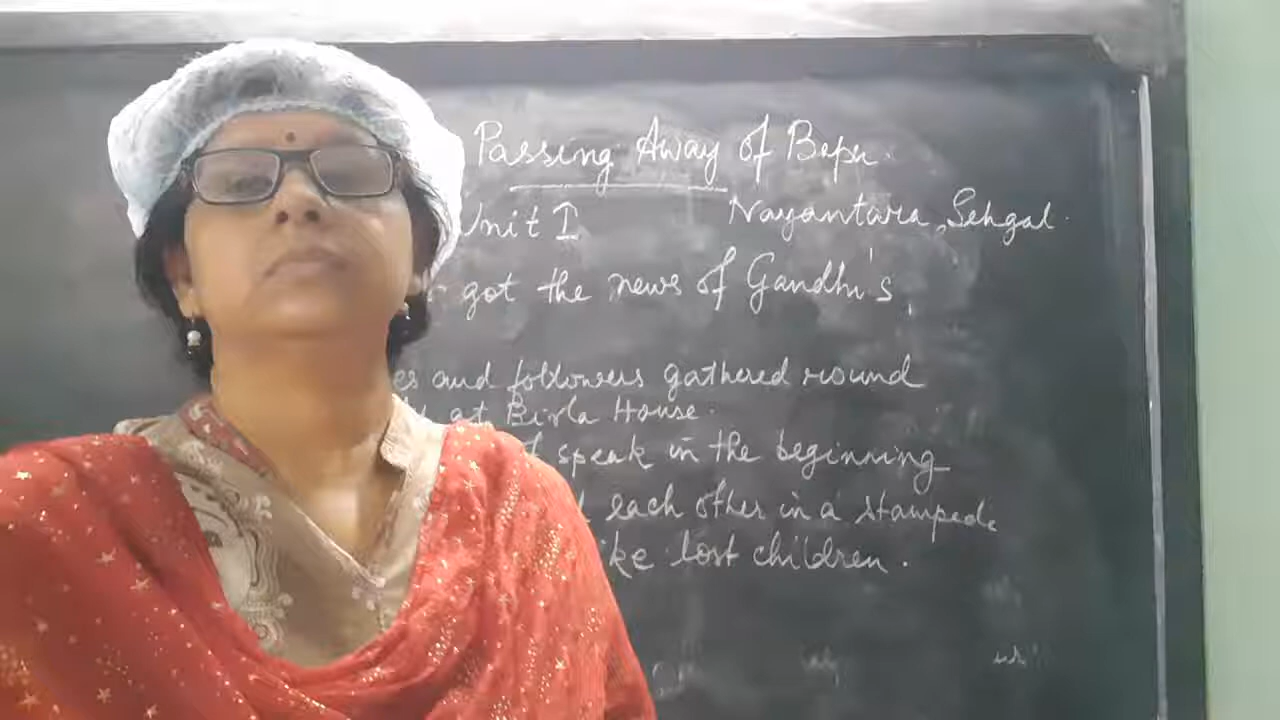 Passing Away of Bapu.
Unit I
Nayantara Sehgal.
got the news of Gandhi's
es and followers gathered round
at Birla House.
speak in the beginning
each other in a stampede
ke lost children.